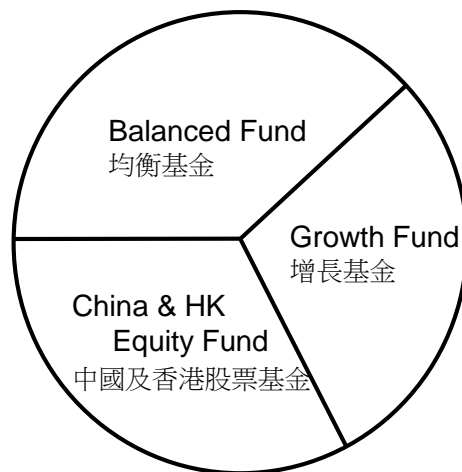 Balanced Fund
均衡基金
Growth Fund
增長基金
China & HK
Equity Fund
中國及香港股票基金